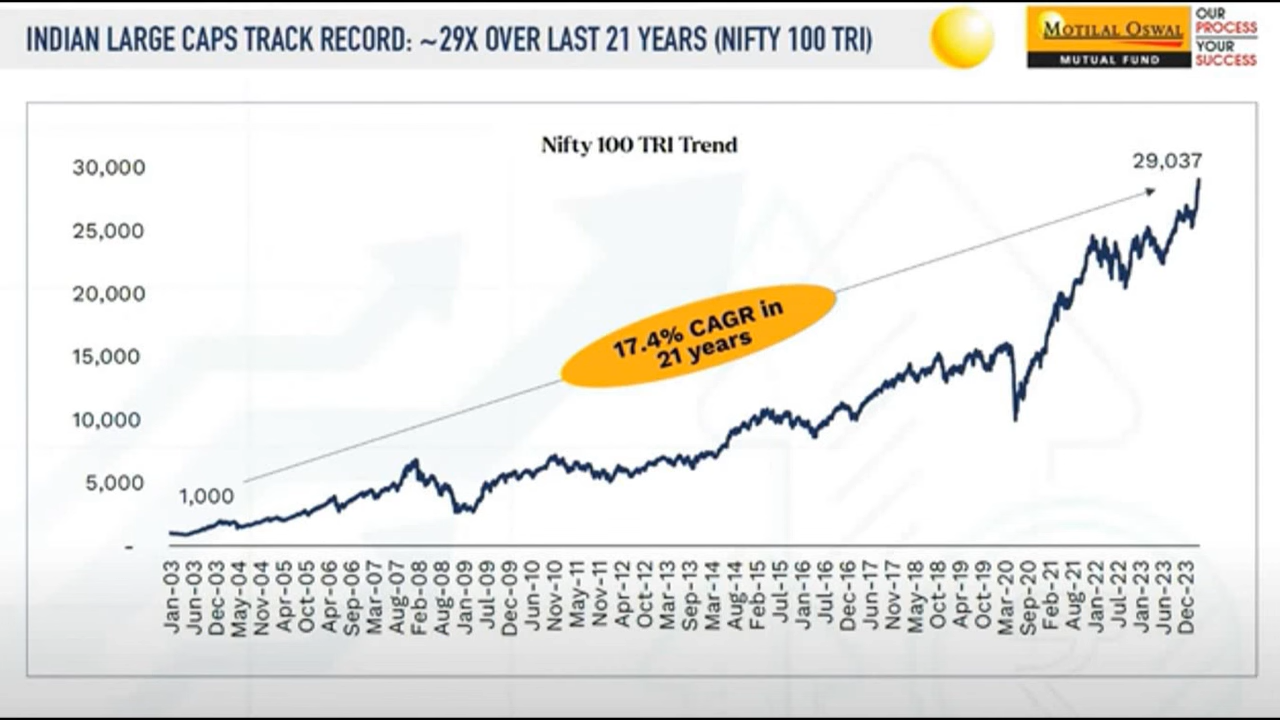 INDIAN LARGE CAPS TRACK RECORD: ~29X OVER LAST 21 YEARS (NIFTY 100 TRI)
MOTILAL OSWAL
MUTUAL FUND
OUR
PROCESS
YOUR
SUCCESS
Nifty 100 TRI Trend
30,000
25,000
20,000
15,000
10,000
5,000
-
1,000
17.4% CAGR in
21 years
29,037
Jan-03
Jun-03
Dec-03
May-04
Nov-04
Apr-05
Oct-05
Apr-06
Sep-06
Mar-07
Aug-07
Feb-08
Aug-08
Jan-09
Jul-09
Dec-09
Jun-10
Nov-10
May-11
Nov-11
Apr-12
Oct-12
Mar-13
Sep-13
Mar-14
Aug-14
Feb-15
Jul-15
Jan-16
Jul-16
Dec-16
Jun-17
Nov-17
May-18
Oct-18
Apr-19
Oct-19
Mar-20
Sep-20
Feb-21
Aug-21
Jan-22
Jul-22
Jan-23
Jun-23
Dec-23